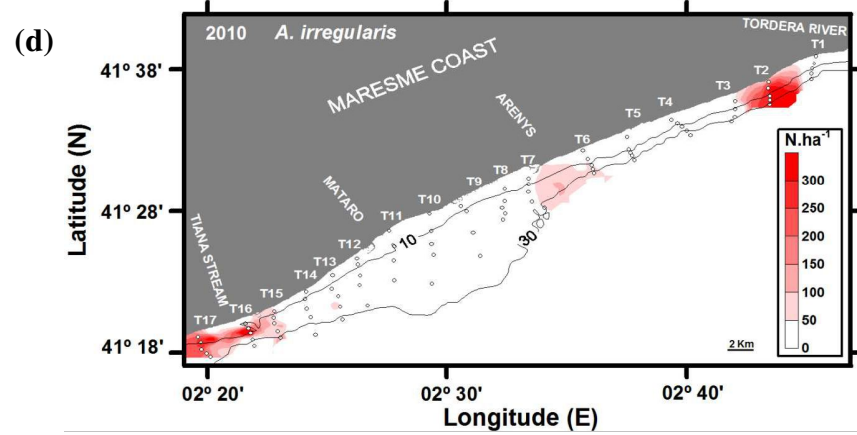 (d)
2010 A. irregularis
TORDERA RIVER
MARESME COAST
ARENYS
MATARO
TIANA STREAM
T1
T2
T3
T4
T5
T6
T7
T8
T9
T10
T11
T12
T13
T14
T15
T16
T17
10
30
N.ha⁻¹
300
250
200
150
100
50
0
2 Km
41º 38'
41º 28'
41º 18'
Latitude (N)
02º 20'
02º 30'
02º 40'
Longitude (E)